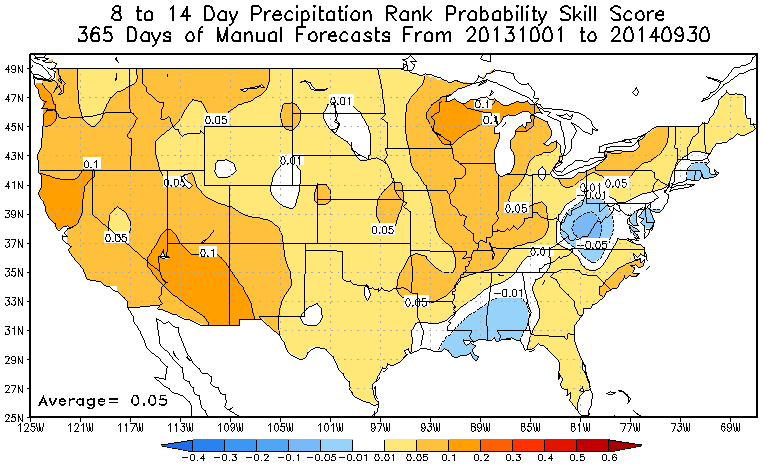 8 to 14 Day Precipitation Rank Probability Skill Score
365 Days of Manual Forecasts From 20131001 to 20140930
49N
47N
45N
43N
41N
39N
37N
35N
33N
31N
29N
27N
25N
0.01
0.1
0.05
0.1
0.1
0.01
0.05
0.01
0.05
-0.01
0.05
0.05
0.05
-0.05
0.1
0.01
0.05
-0.01
Average= 0.05
125W 121W 117W 113W 109W 105W 101W 97W 93W 89W 85W 81W 77W 73W 69W
-0.4 -0.3 -0.2 -0.1 -0.05 -0.01 0.01 0.05 0.1 0.2 0.3 0.4 0.5 0.6